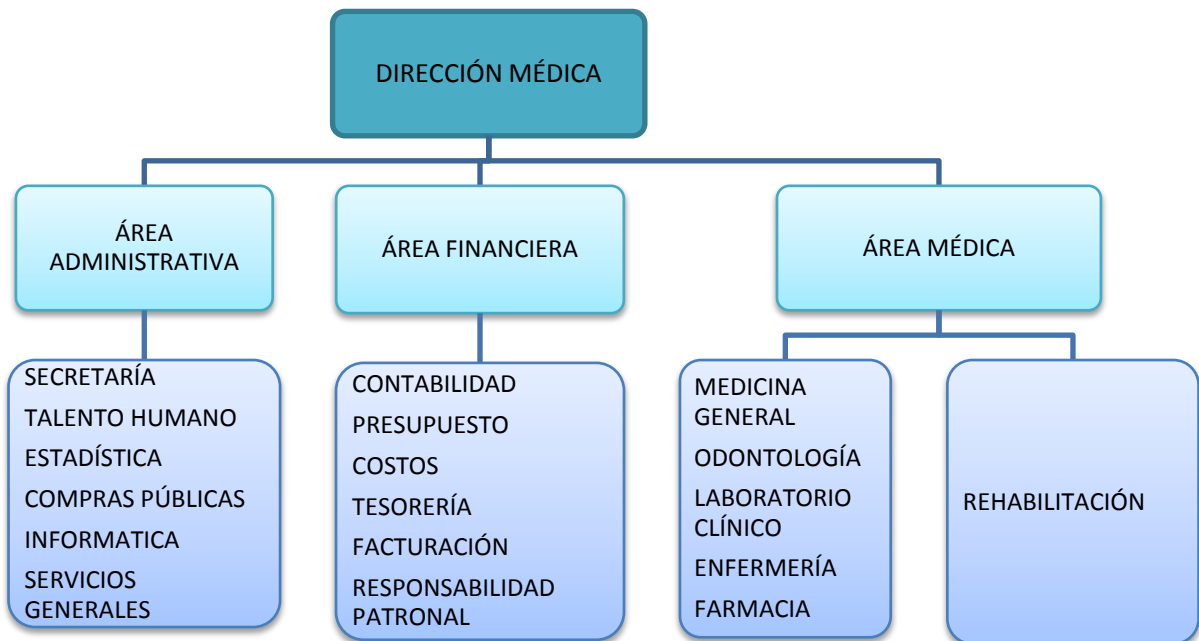 DIRECCIÓN MÉDICA
ÁREA
ADMINISTRATIVA
ÁREA FINANCIERA
ÁREA MÉDICA
SECRETARÍA
TALENTO HUMANO
ESTADÍSTICA
COMPRAS PÚBLICAS
INFORMATICA
SERVICIOS
GENERALES
CONTABILIDAD
PRESUPUESTO
COSTOS
TESORERÍA
FACTURACIÓN
RESPONSABILIDAD
PATRONAL
MEDICINA
GENERAL
ODONTOLOGÍA
LABORATORIO
CLÍNICO
ENFERMERÍA
FARMACIA
REHABILITACIÓN